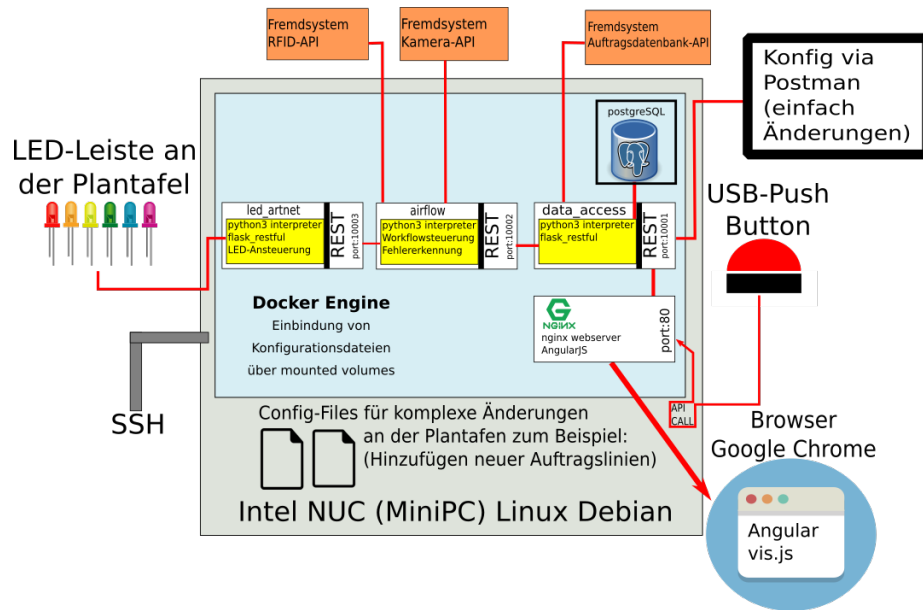 Fremdsystem
RFID-API
Fremdsystem
Kamera-API
Fremdsystem
Auftragsdatenbank-API
Konfig via
Postman
(einfach
Änderungen)
postgreSQL
LED-Leiste an
der Plantafel
led_artnet
python3 interpreter
flask_restful
LED-Ansteuerung
REST
port:10003
airflow
python3 interpreter
Workflowsteuerung
Fehlererkennung
REST
port:10002
data_access
python3 interpreter
flask_restful
REST
port:10001
USB-Push
Button
Docker Engine
Einbindung von
Konfigurationsdateien
über mounted volumes
G
NGINX
nginx webserver
AngularJS
port:80
SSH
API
CALL
Config-Files für komplexe Änderungen
an der Plantafen zum Beispiel:
(Hinzufügen neuer Auftragslinien)
Intel NUC (MiniPC) Linux Debian
Browser
Google Chrome
Angular
vis.js